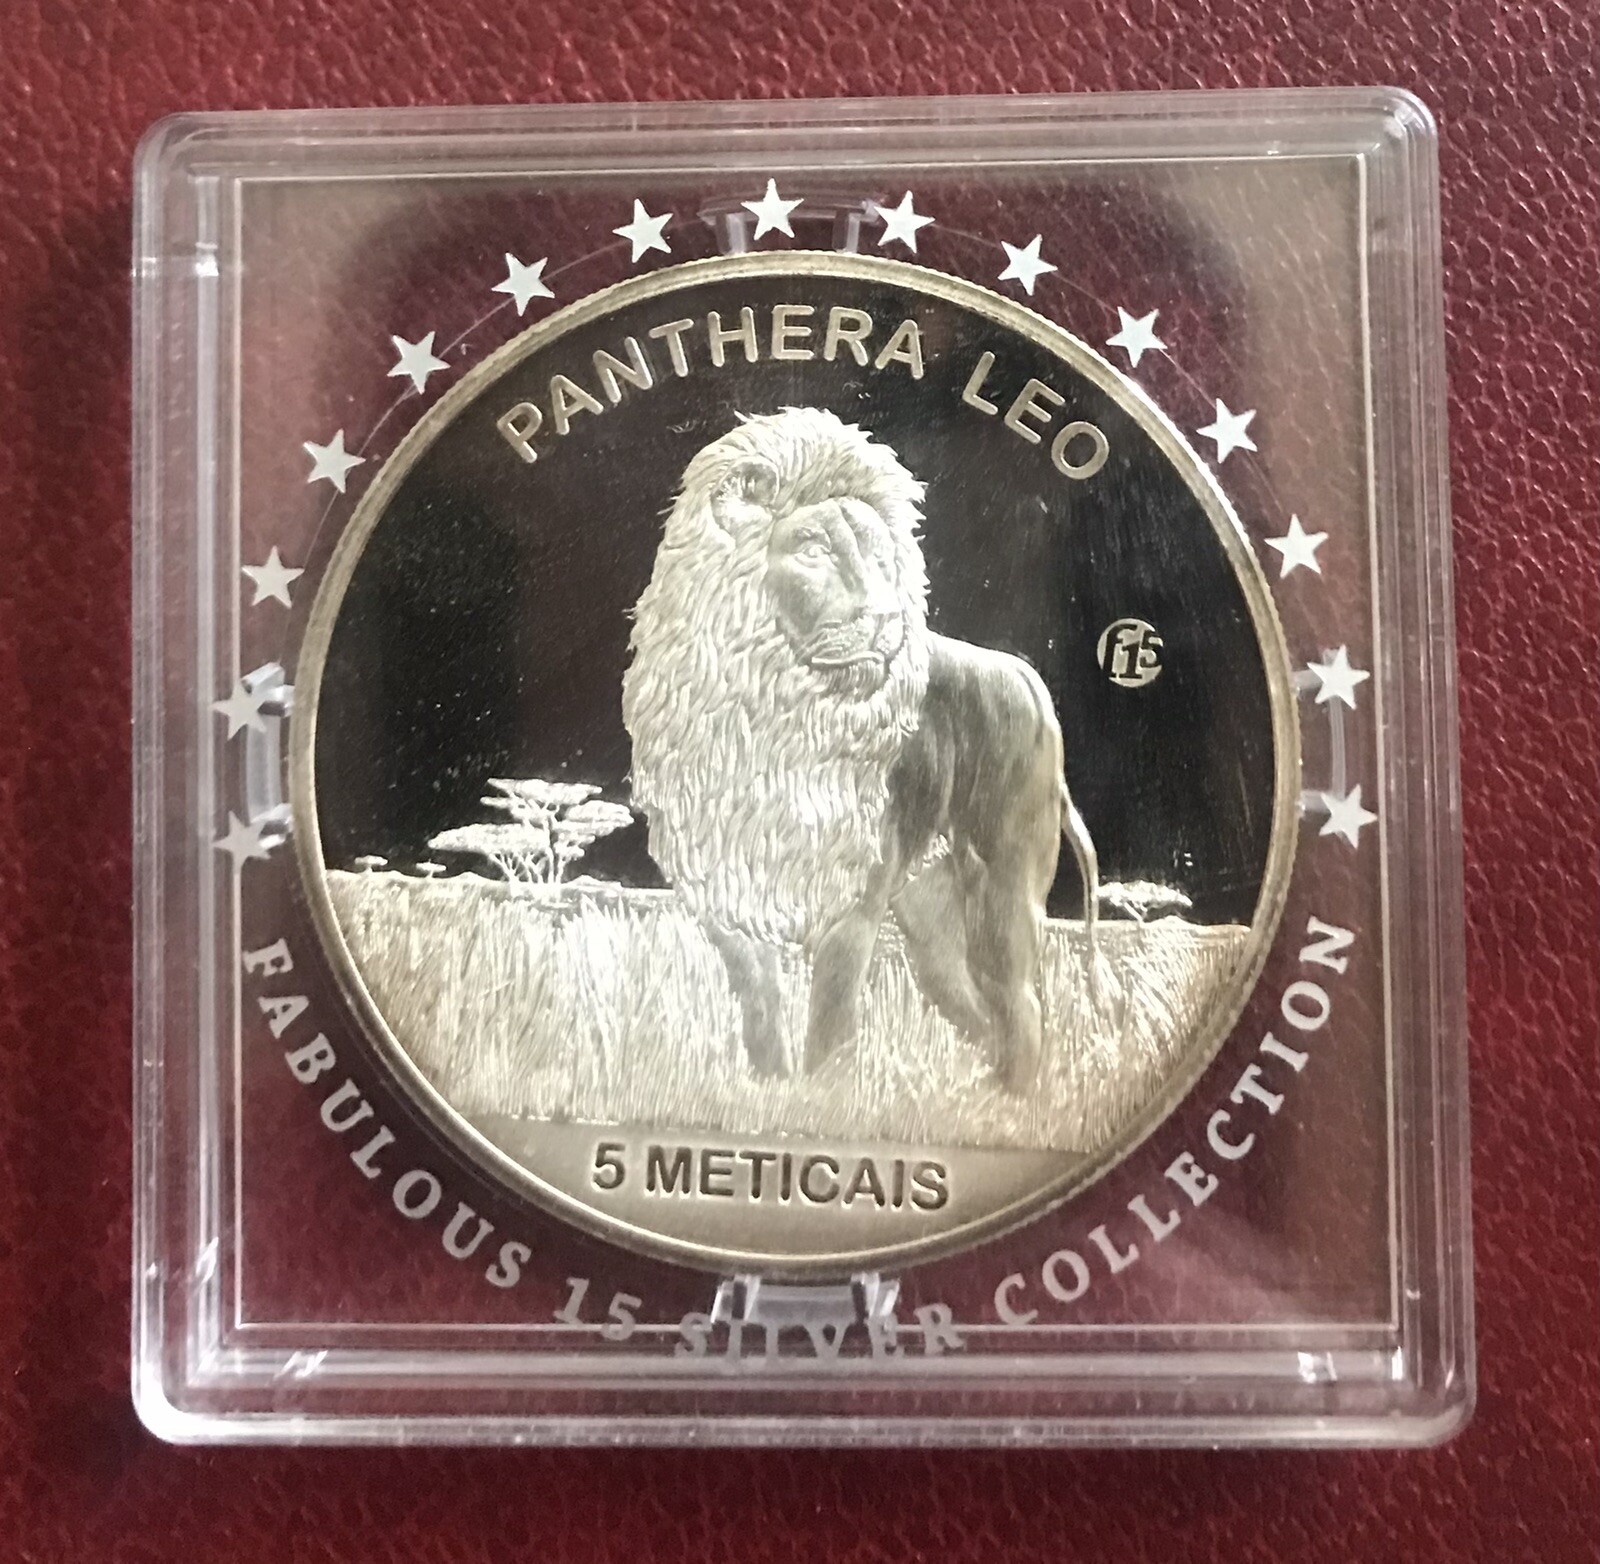 PANTHERA LEO
f15
5 METICAIS
FABULOUS 15 SILVER COLLECTION